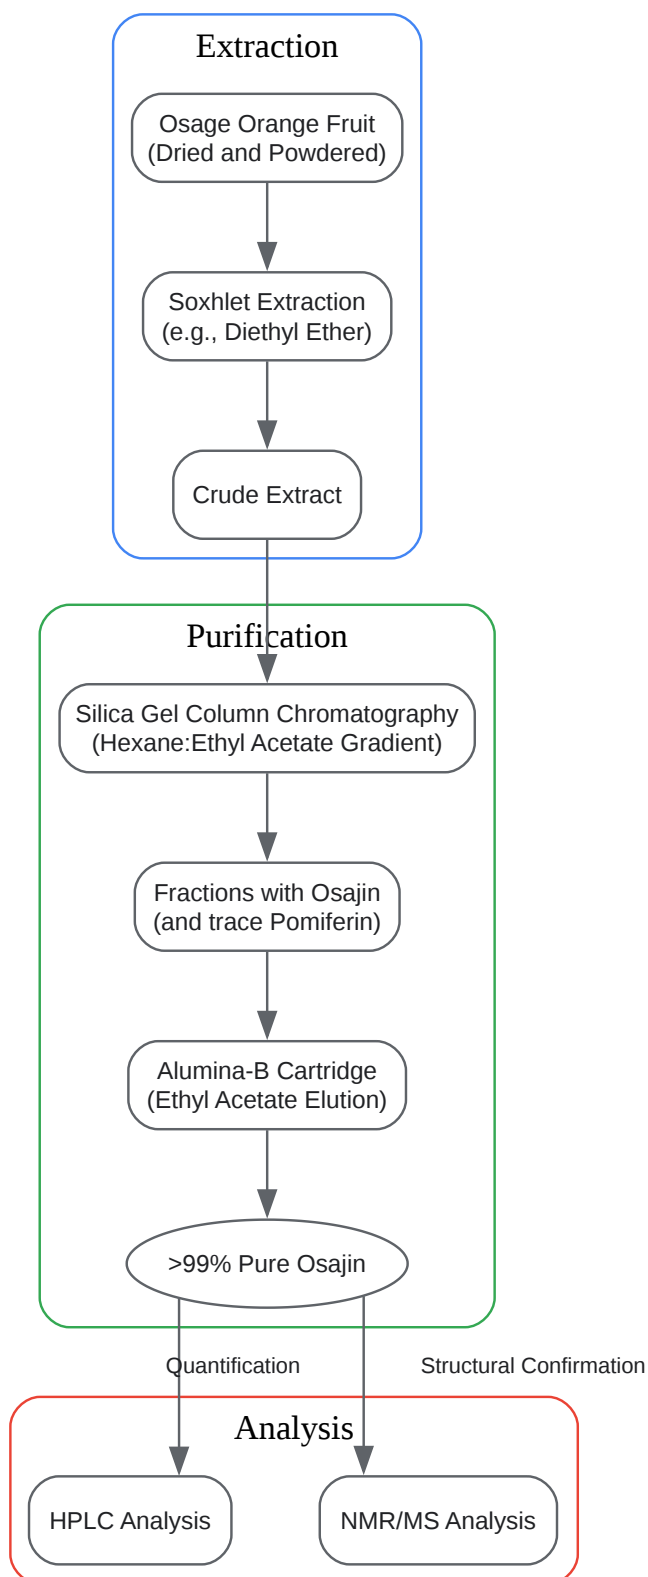 Extraction
Osage Orange Fruit
(Dried and Powdered)
Soxhlet Extraction
(e.g., Diethyl Ether)
Crude Extract
Purification
Silica Gel Column Chromatography
(Hexane:Ethyl Acetate Gradient)
Fractions with Osajin
(and trace Pomiferin)
Alumina-B Cartridge
(Ethyl Acetate Elution)
>99% Pure Osajin
Quantification
Structural Confirmation
Analysis
HPLC Analysis
NMR/MS Analysis